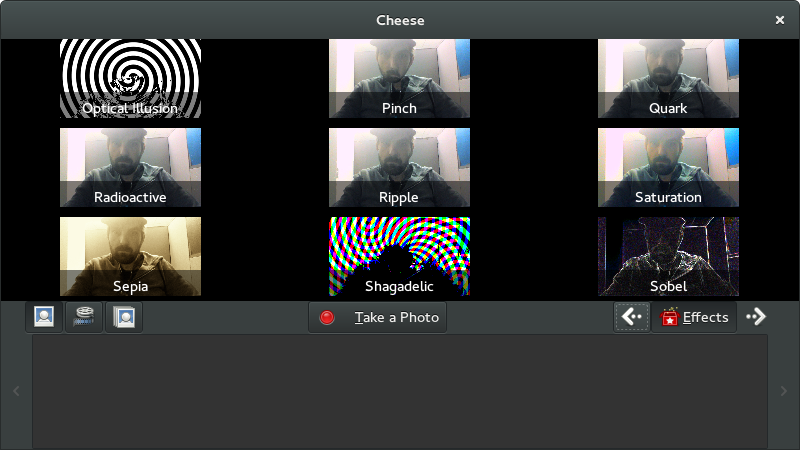 Cheese
Optical Illusion
Pinch
Quark
Radioactive
Ripple
Saturation
Sepia
Shagadelic
Sobel
Take a Photo
Effects